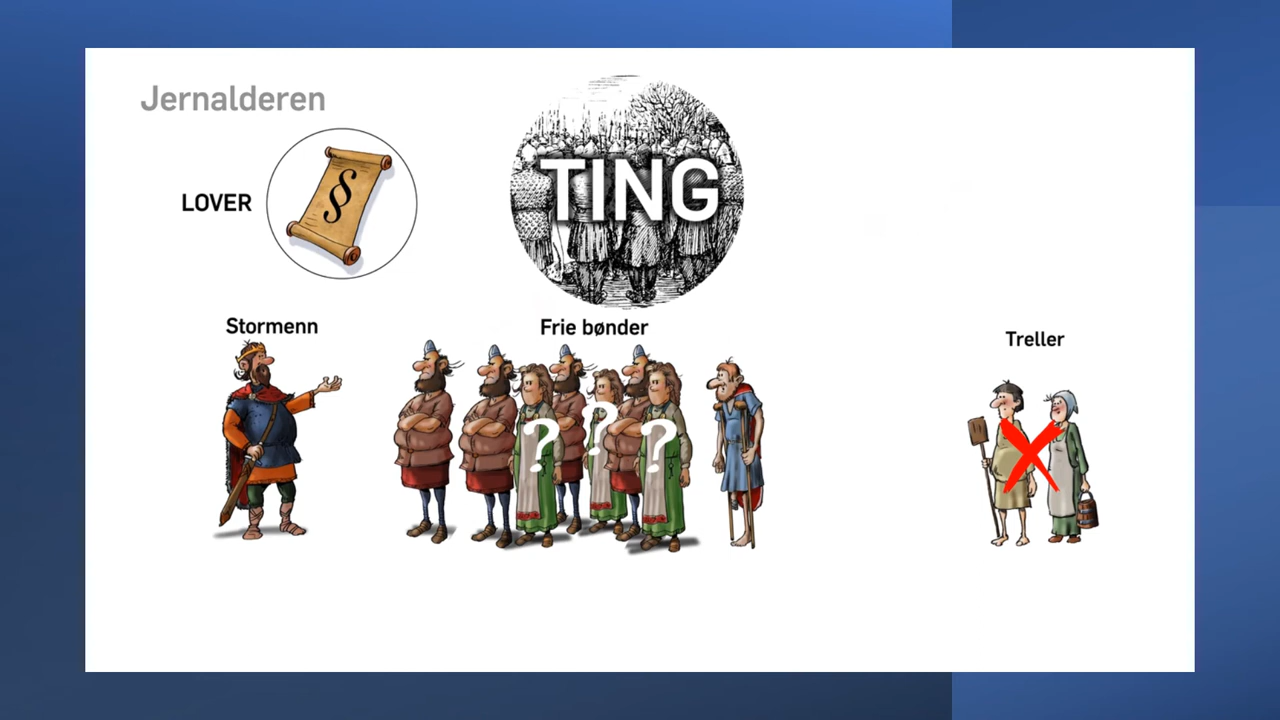 Jernalderen
LOVER
§
TING
Stormenn
Frie bønder
Treller
? ? ?